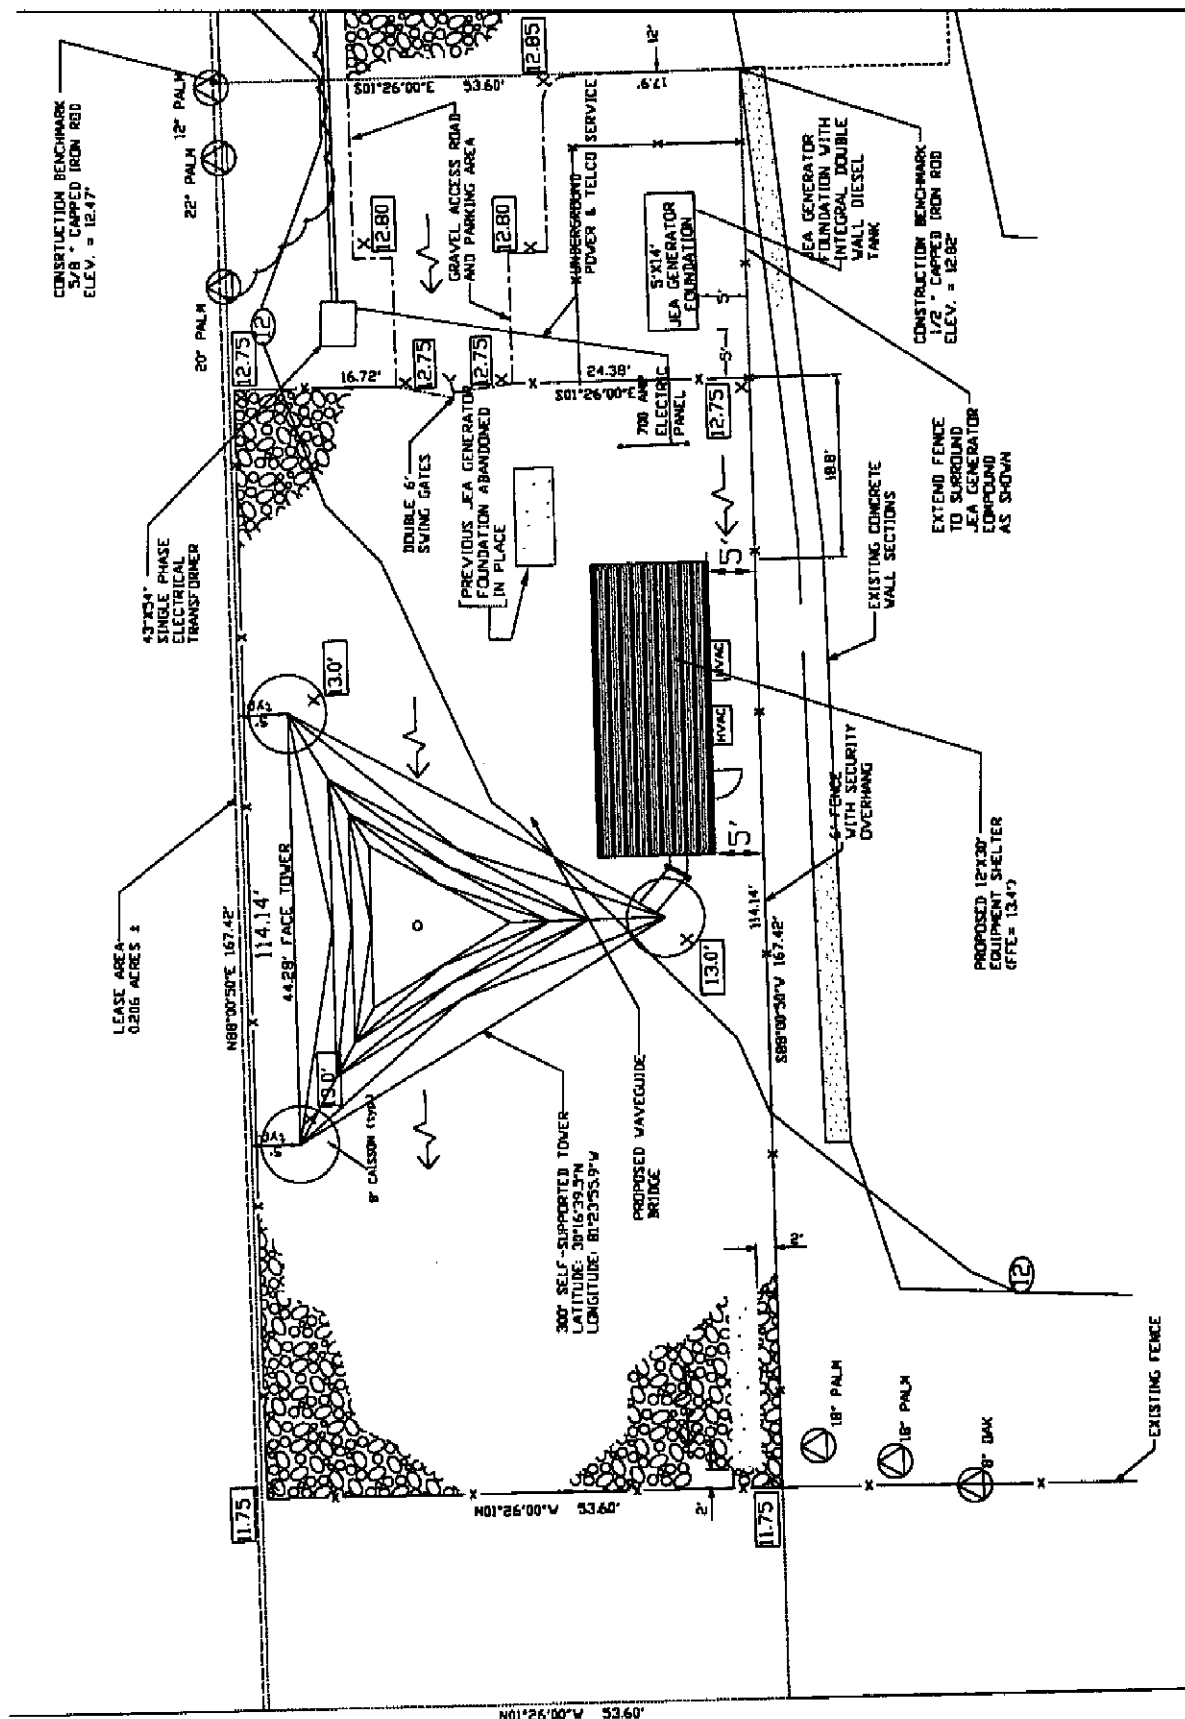 CONSRTUCTION BENCHMARK
5/8 " CAPPED IRON ROD
ELEV. = 12.47'
12" PALM
22" PALM
20" PALM
12
12.75
43"X54"
SINGLE PHASE
ELECTRICAL
TRANSFORMER
16.72'
S01°26'00"E 53.60'
12.85
12'
17.9'
GRAVEL ACCESS ROAD
AND PARKING AREA
12.80
12.80
UNDERGROUND
POWER & TELCO SERVICE
5'X14'
JEA GENERATOR
FOUNDATION
5'
5'
JEA GENERATOR
FOUNDATION WITH
INTEGRAL DOUBLE
WALL DIESEL
TANK
CONSTRUCTION BENCHMARK
1/2 " CAPPED IRON ROD
ELEV. = 12.82'
12.75
12.75
24.38'
S01°26'00"E
700 AMP
ELECTRIC
PANEL
12.75
DOUBLE 6'
SWING GATES
PREVIOUS JEA GENERATOR
FOUNDATION ABANDONED
IN PLACE
18.8'
EXTEND FENCE
TO SURROUND
JEA GENERATOR
COMPOUND
AS SHOWN
EXISTING CONCRETE
WALL SECTIONS
5'
HVAC
HVAC
5'
6' FENCE
WITH SECURITY
OVERHANG
PROPOSED 12'X30'
EQUIPMENT SHELTER
(FFE = 13.4')
LEASE AREA
0.206 ACRES ±
N88°00'50"E 167.42'
114.14'
44.28' FACE TOWER
5'
typ
13.0'
13.0'
114.14'
S88°00'50"W 167.42'
5'
typ
13.0'
8' CAISSON (typ)
300' SELF-SUPPORTED TOWER
LATITUDE: 30°16'39.5"N
LONGITUDE: 81°23'55.9"W
PROPOSED WAVEGUIDE
BRIDGE
2'
12
18" PALM
18" PALM
8" OAK
EXISTING FENCE
11.75
N01°26'00"W 53.60'
2'
11.75
N01°26'00"W 53.60'